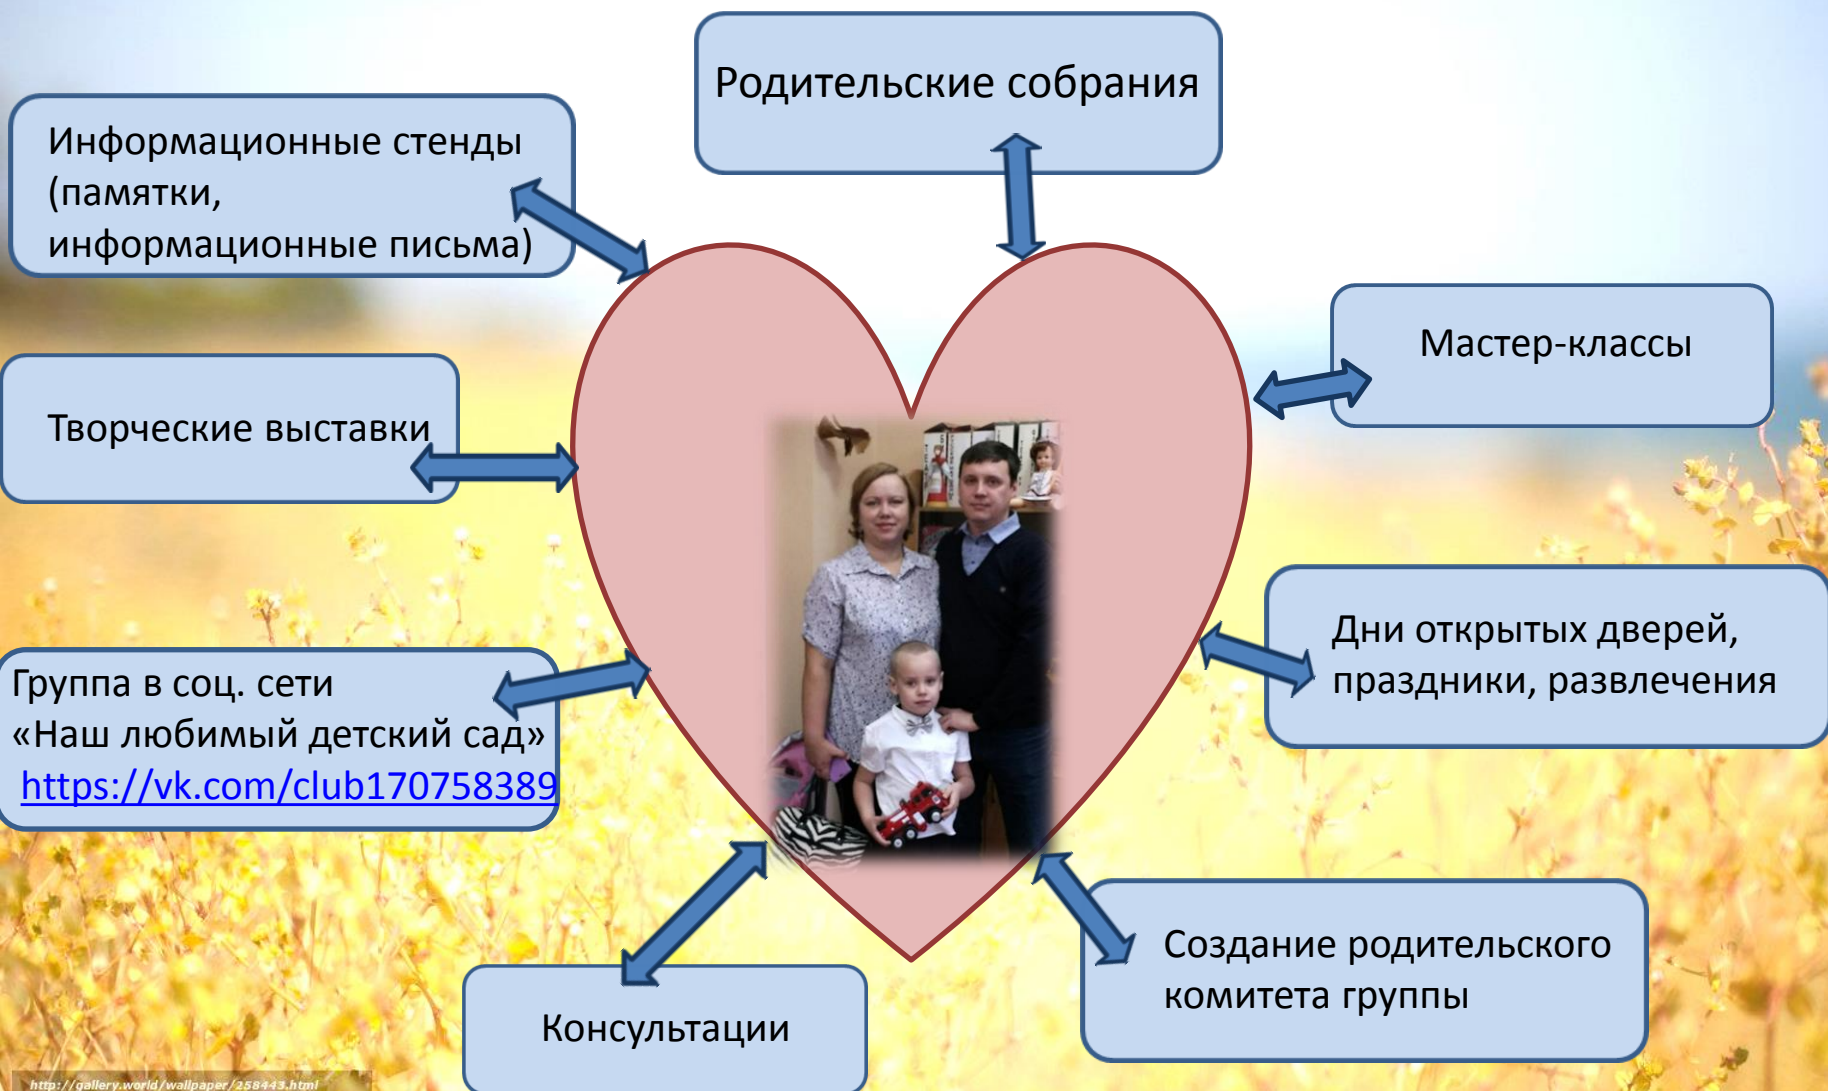 Родительские собрания
Информационные стенды
(памятки,
информационные письма)
Мастер-классы
Творческие выставки
Дни открытых дверей,
праздники, развлечения
Группа в соц. сети
«Наш любимый детский сад»
https://vk.com/club170758389
Создание родительского
комитета группы
Консультации
http://gallery.world/wallpaper/258443.html